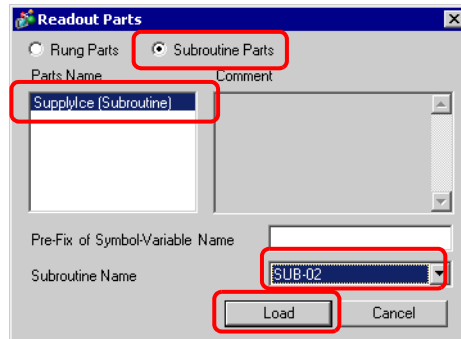 Readout Parts
Rung Parts Subroutine Parts
Parts Name Comment
SupplyIce (Subroutine)
Pre-Fix of Symbol-Variable Name
Subroutine Name SUB-02
Load Cancel